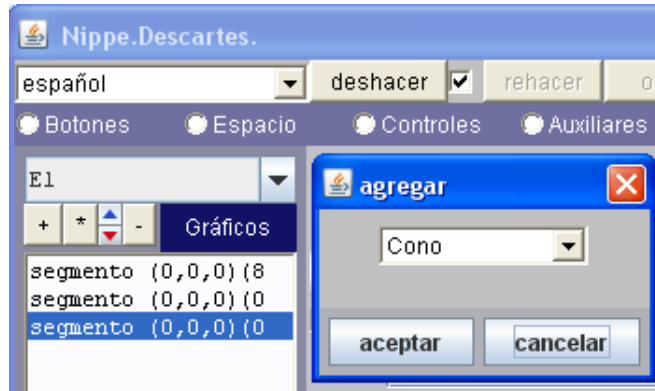 Nippe.Descartes.
español deshacer rehacer o
Botones Espacio Controles Auxiliares
E1
agregar
+ * - Gráficos
Cono
segmento (0,0,0)(8
segmento (0,0,0)(0
segmento (0,0,0)(0
aceptar cancelar